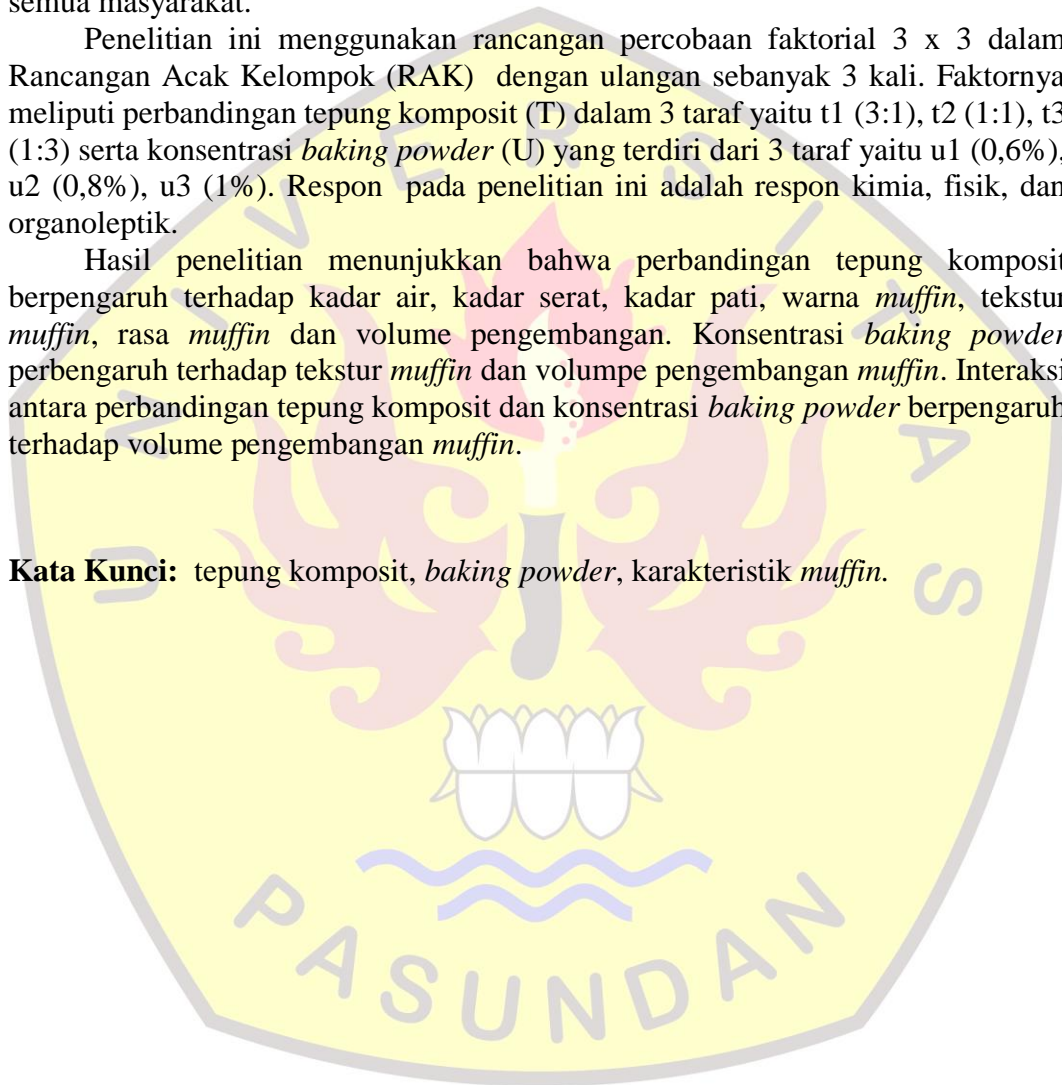 semua masyarakat.
Penelitian ini menggunakan rancangan percobaan faktorial 3 x 3 dalam
Rancangan Acak Kelompok (RAK) dengan ulangan sebanyak 3 kali. Faktornya
meliputi perbandingan tepung komposit (T) dalam 3 taraf yaitu t1 (3:1), t2 (1:1), t3
(1:3) serta konsentrasi baking powder (U) yang terdiri dari 3 taraf yaitu u1 (0,6%),
u2 (0,8%), u3 (1%). Respon pada penelitian ini adalah respon kimia, fisik, dan
organoleptik.
Hasil penelitian menunjukkan bahwa perbandingan tepung komposit
berpengaruh terhadap kadar air, kadar serat, kadar pati, warna muffin, tekstur
muffin, rasa muffin dan volume pengembangan. Konsentrasi baking powder
perbengaruh terhadap tekstur muffin dan volumpe pengembangan muffin. Interaksi
antara perbandingan tepung komposit dan konsentrasi baking powder berpengaruh
terhadap volume pengembangan muffin.
Kata Kunci: tepung komposit, baking powder, karakteristik muffin.
UNIVERSITAS
PASUNDAN